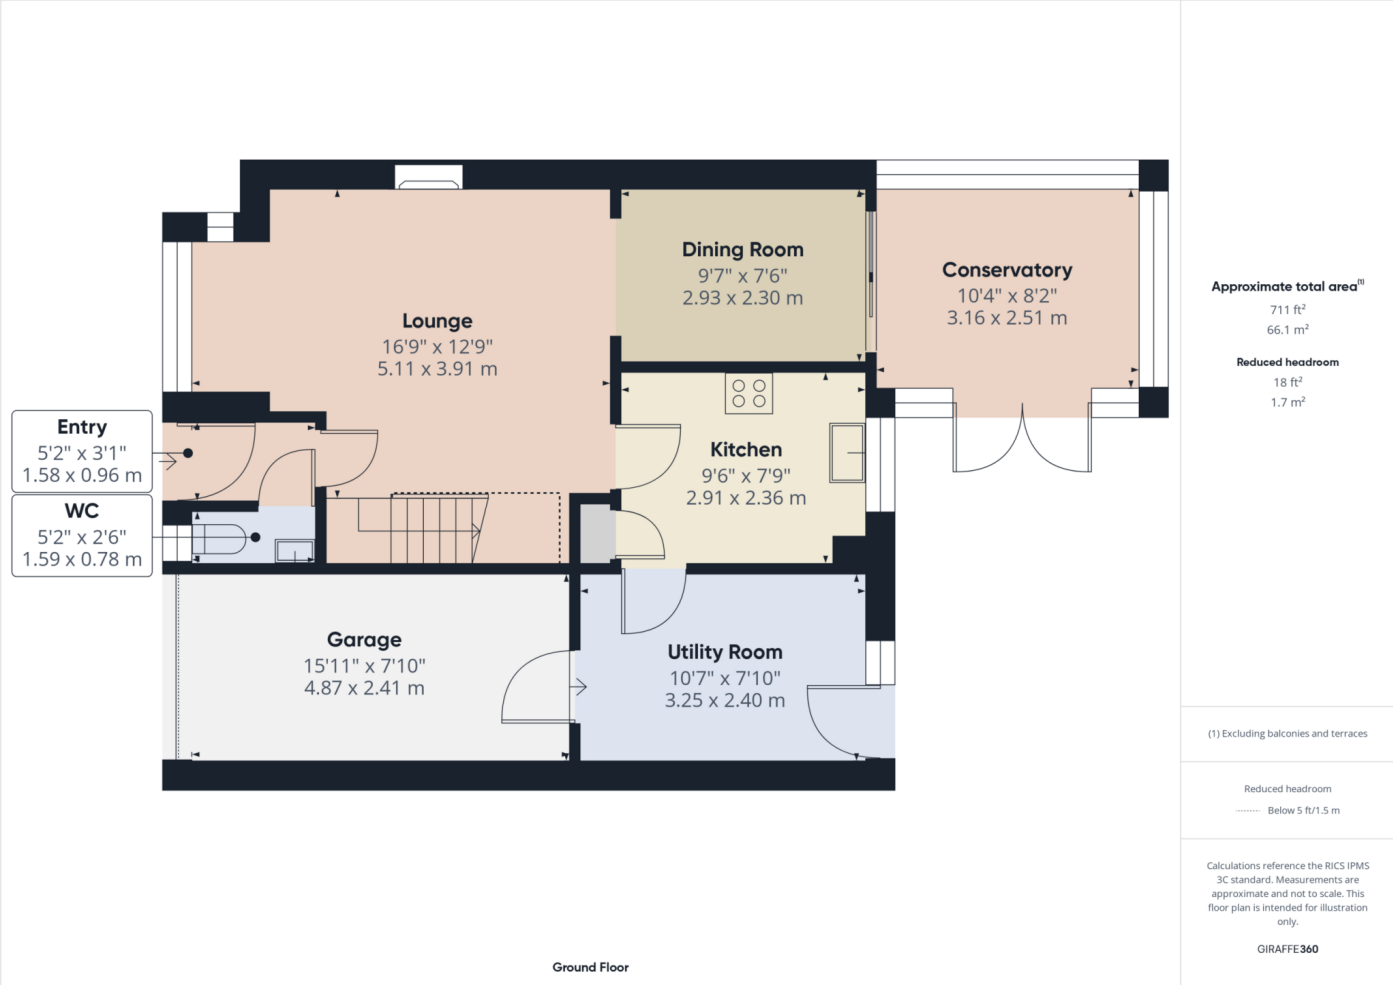 Dining Room
9'7" x 7'6"
2.93 x 2.30 m
Conservatory
10'4" x 8'2"
3.16 x 2.51 m
Lounge
16'9" x 12'9"
5.11 x 3.91 m
Entry
5'2" x 3'1"
1.58 x 0.96 m
WC
5'2" x 2'6"
1.59 x 0.78 m
Kitchen
9'6" x 7'9"
2.91 x 2.36 m
Garage
15'11" x 7'10"
4.87 x 2.41 m
Utility Room
10'7" x 7'10"
3.25 x 2.40 m
Ground Floor
Approximate total area(1)
711 ft²
66.1 m²
Reduced headroom
18 ft²
1.7 m²
(1) Excluding balconies and terraces
Reduced headroom
Below 5 ft/1.5 m
Calculations reference the RICS IPMS
3C standard. Measurements are
approximate and not to scale. This
floor plan is intended for illustration
only.
GIRAFFE360